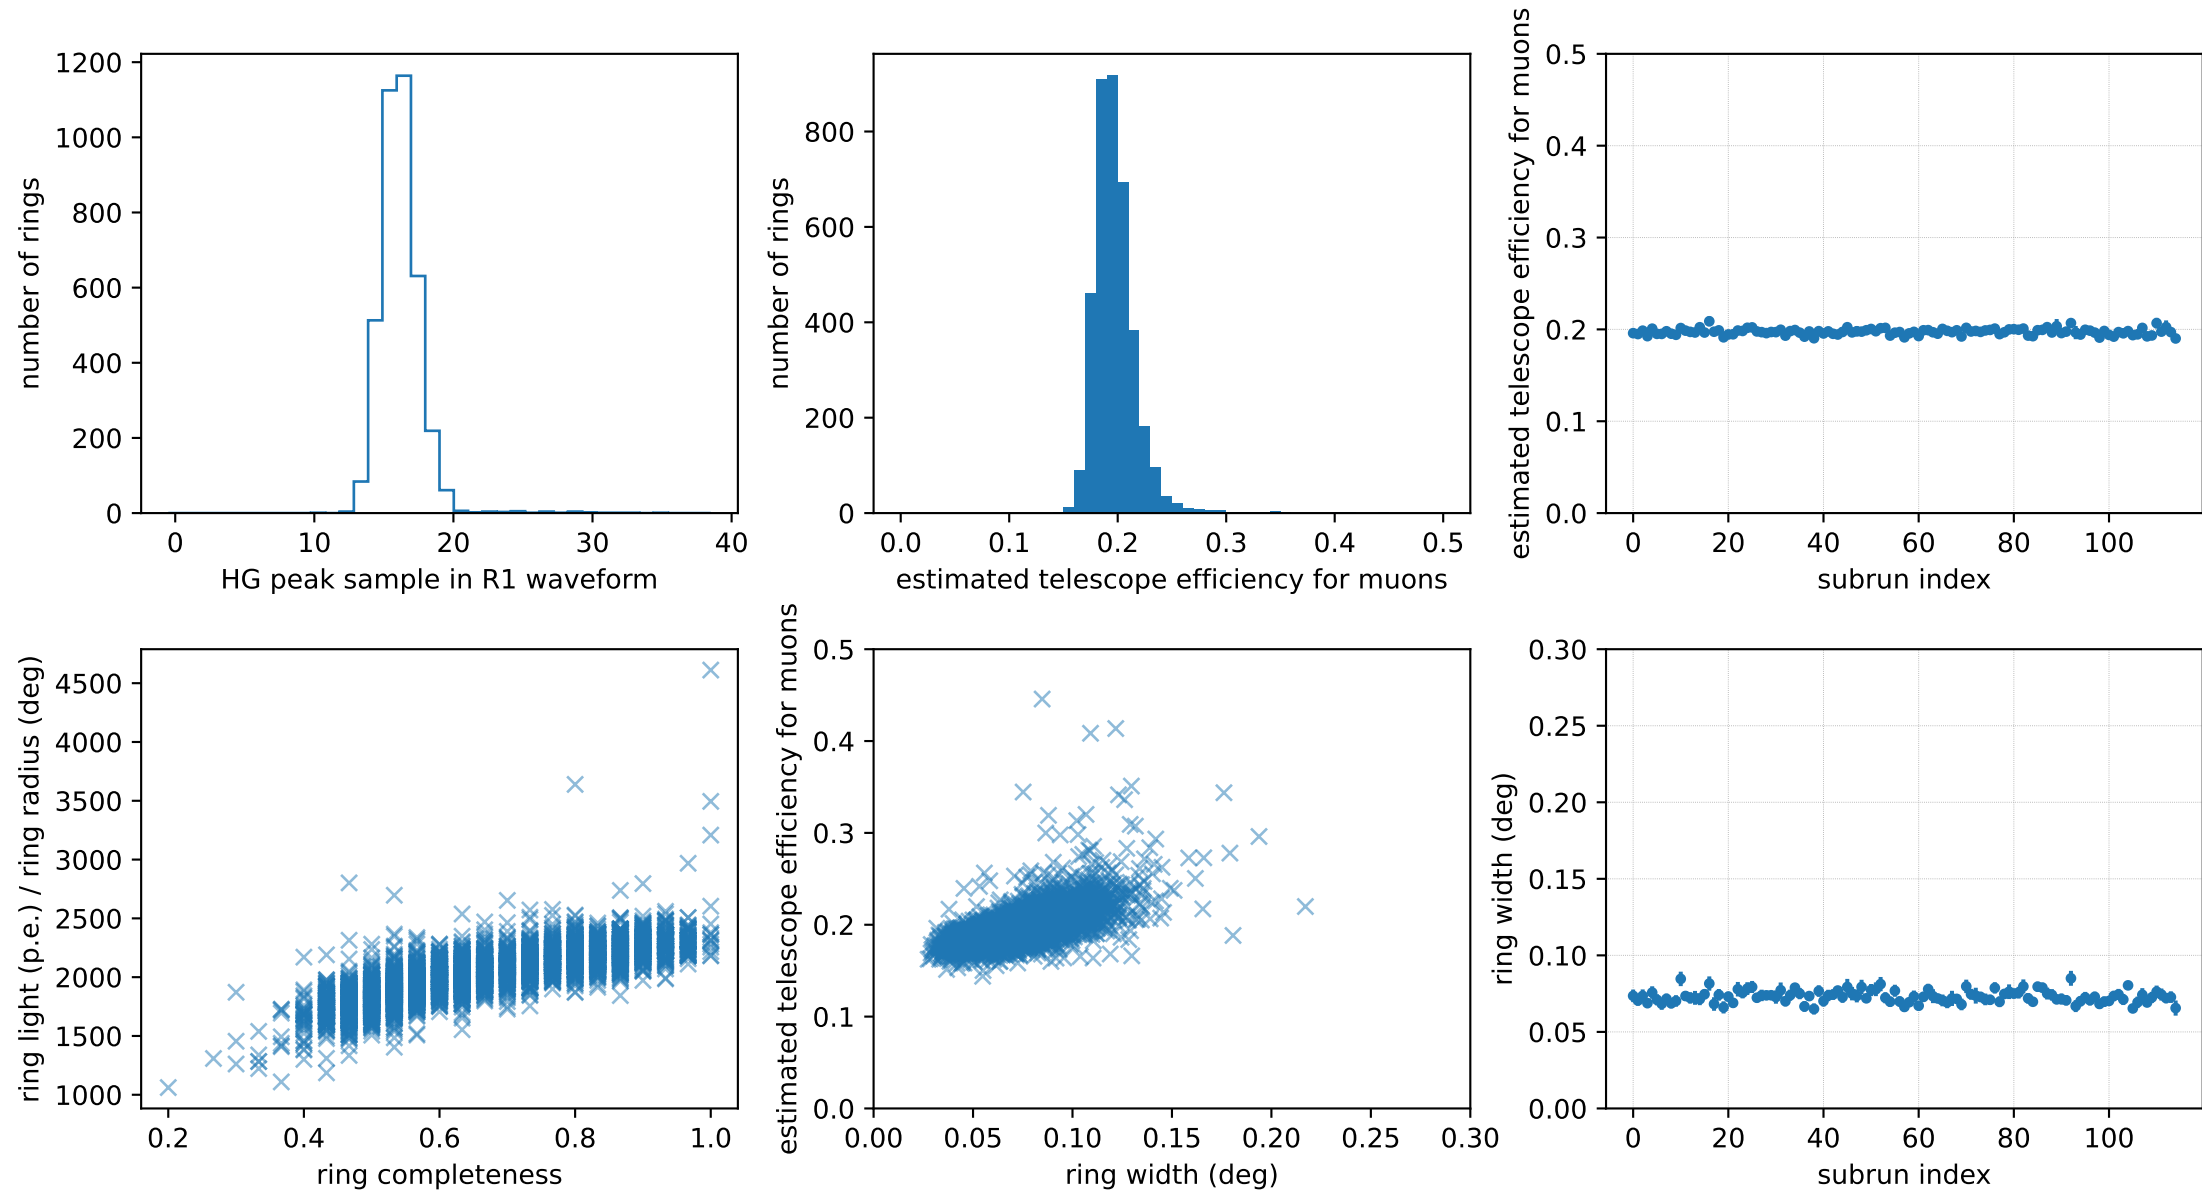 number of rings
1200
1000
800
600
400
200
0
0 10 20 30 40
HG peak sample in R1 waveform
number of rings
800
600
400
200
0
0.0 0.1 0.2 0.3 0.4 0.5
estimated telescope efficiency for muons
estimated telescope efficiency for muons
0.5
0.4
0.3
0.2
0.1
0.0
0 20 40 60 80 100
subrun index
ring light (p.e.) / ring radius (deg)
4500
4000
3500
3000
2500
2000
1500
1000
0.2 0.4 0.6 0.8 1.0
ring completeness
estimated telescope efficiency for muons
0.5
0.4
0.3
0.2
0.1
0.0
0.00 0.05 0.10 0.15 0.20 0.25 0.30
ring width (deg)
ring width (deg)
0.30
0.25
0.20
0.15
0.10
0.05
0.00
0 20 40 60 80 100
subrun index